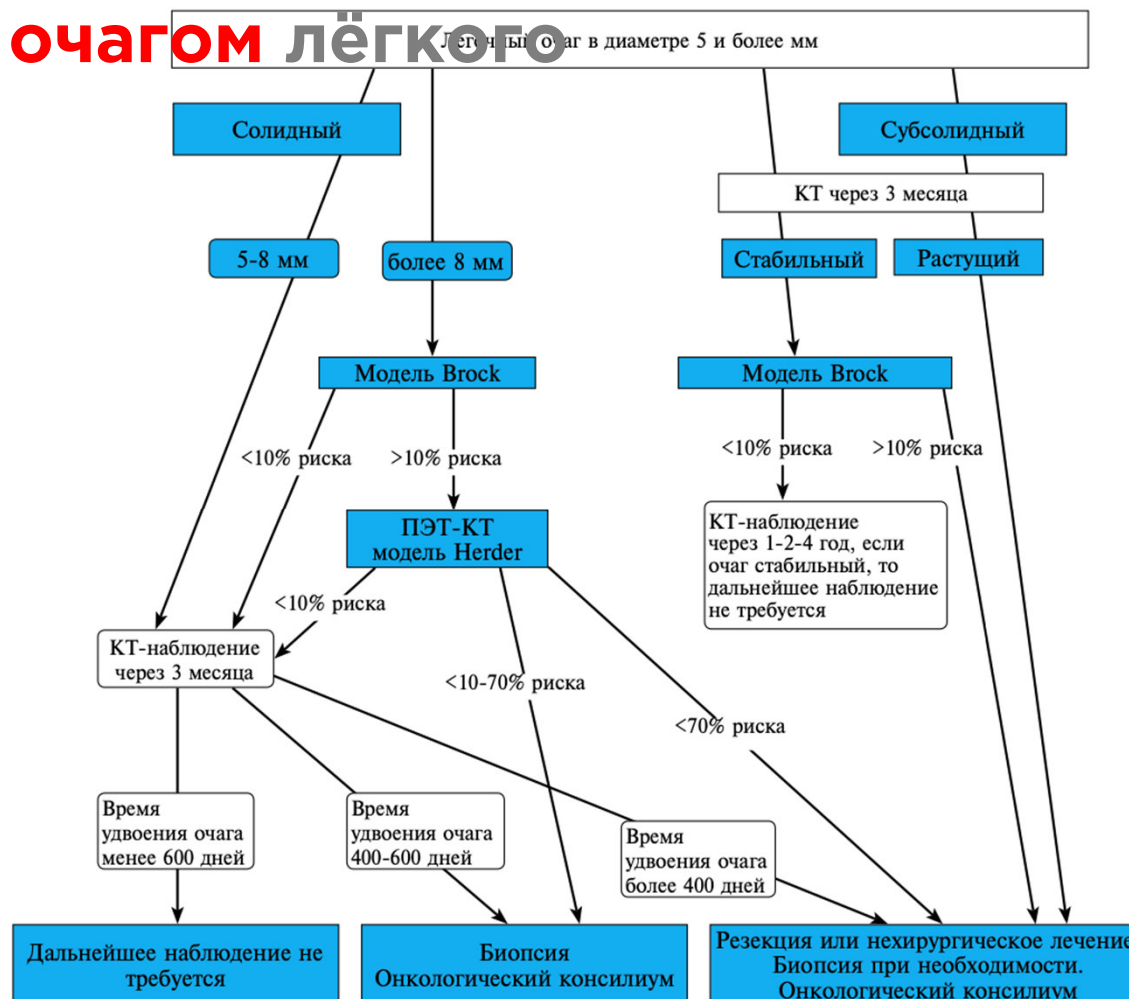 очагом лёгкого
Легочный очаг в диаметре 5 и более мм
Солидный
Субсолидный
КТ через 3 месяца
5-8 мм
более 8 мм
Стабильный
Растущий
Модель Brock
Модель Brock
<10% риска
>10% риска
<10% риска
>10% риска
ПЭТ-КТ
модель Herder
КТ-наблюдение
через 1-2-4 год, если
очаг стабильный, то
дальнейшее наблюдение
не требуется
<10% риска
КТ-наблюдение
через 3 месяца
<10-70% риска
<70% риска
Время
удвоения очага
менее 600 дней
Время
удвоения очага
400-600 дней
Время
удвоения очага
более 400 дней
Дальнейшее наблюдение не
требуется
Биопсия
Онкологический консилиум
Резекция или нехирургическое лечение
Биопсия при необходимости.
Онкологический консилиум